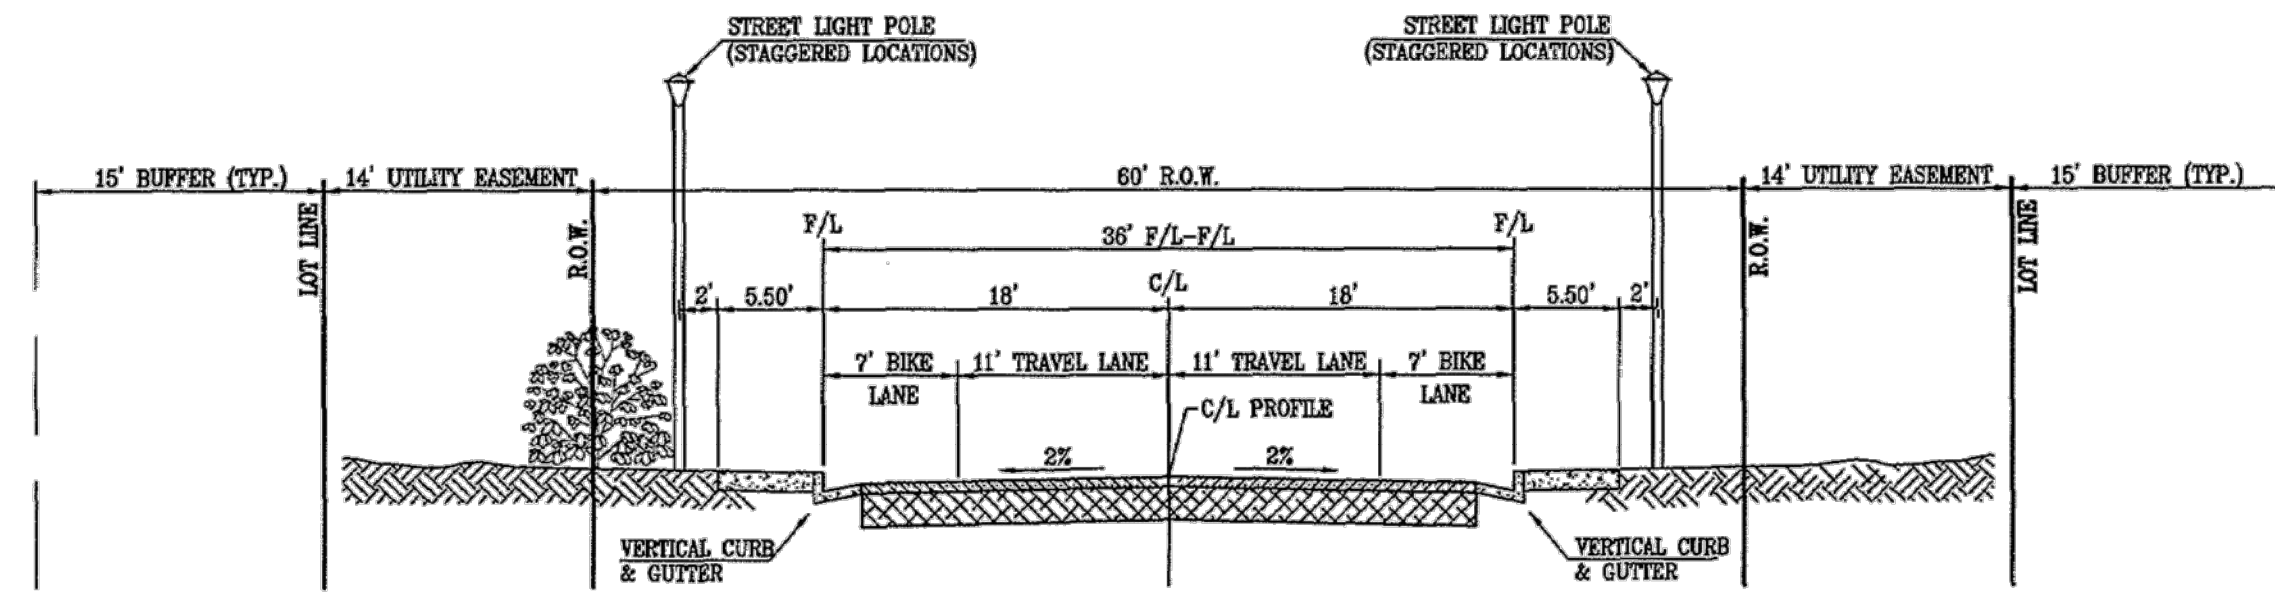 STREET LIGHT POLE
(STAGGERED LOCATIONS)
STREET LIGHT POLE
(STAGGERED LOCATIONS)
15' BUFFER (TYP.)
14' UTILITY EASEMENT
60' R.O.W.
14' UTILITY EASEMENT
15' BUFFER (TYP.)
LOT LINE
R.O.W.
F/L
36' F/L-F/L
F/L
R.O.W.
LOT LINE
2'
5.50'
18'
C/L
18'
5.50'
2'
7' BIKE
LANE
11' TRAVEL LANE
11' TRAVEL LANE
7' BIKE
LANE
C/L PROFILE
2%
2%
VERTICAL CURB
& GUTTER
VERTICAL CURB
& GUTTER